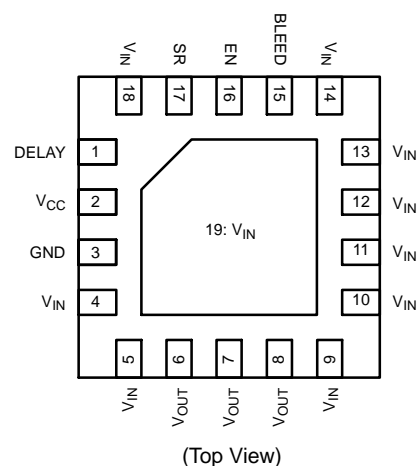 VIN SR EN BLEED VIN
18 17 16 15 14
DELAY 1
VCC 2
GND 3
VIN 4
19: VIN
13 VIN
12 VIN
11 VIN
10 VIN
5 6 7 8 9
VIN VOUT VOUT VOUT VIN
(Top View)